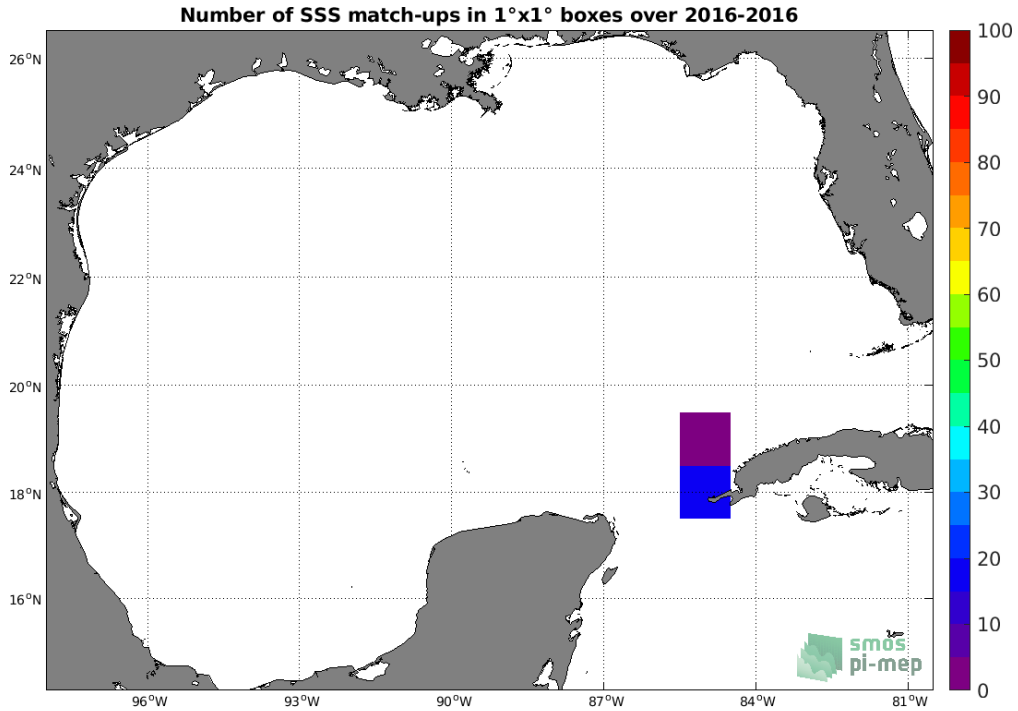 Number of SSS match-ups in 1°x1° boxes over 2016-2016
26°N
24°N
22°N
20°N
18°N
16°N
96°W
93°W
90°W
87°W
84°W
81°W
100
90
80
70
60
50
40
30
20
10
0
smos
pi-mep